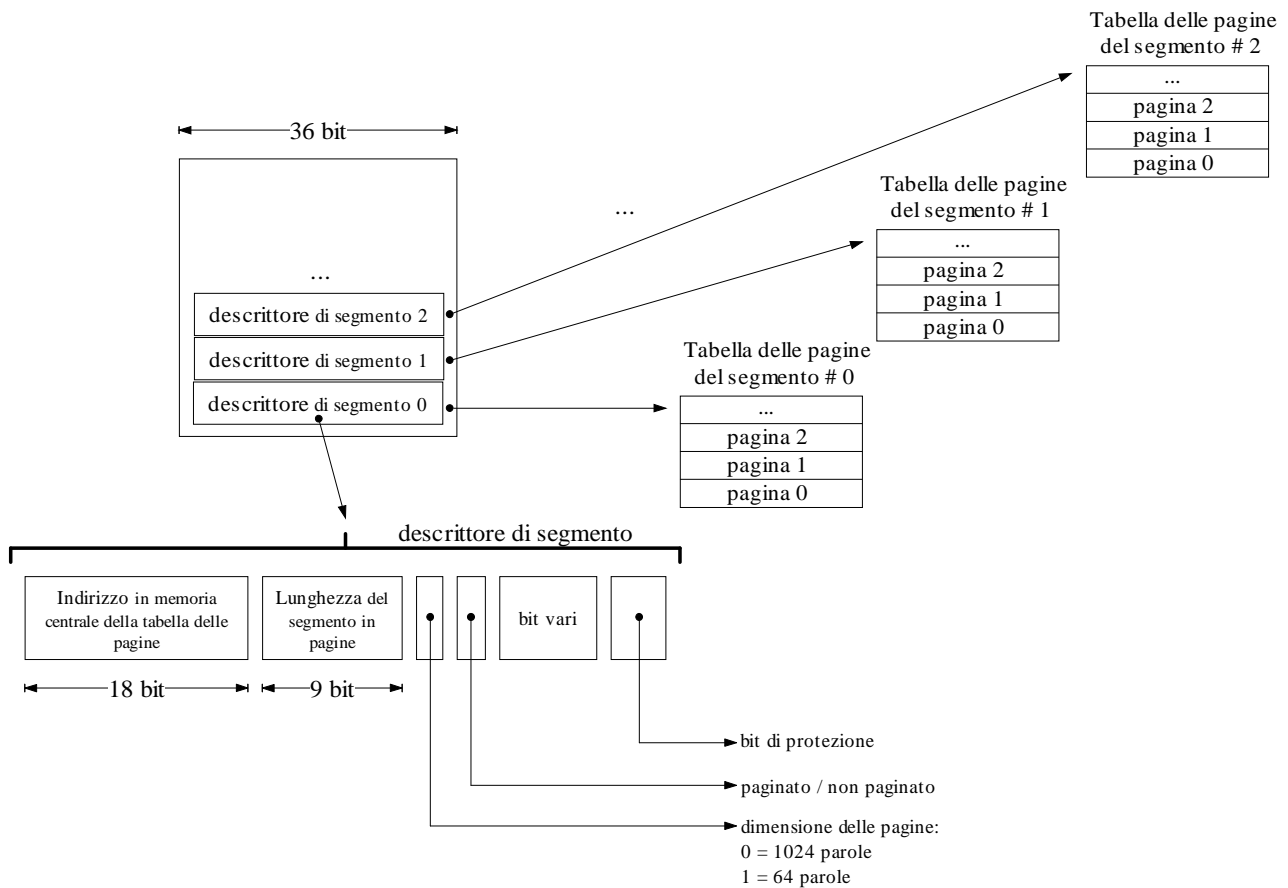 Tabella delle pagine
del segmento # 2
...
pagina 2
pagina 1
pagina 0
36 bit
Tabella delle pagine
del segmento # 1
...
pagina 2
pagina 1
pagina 0
...
...
descrittore di segmento 2
descrittore di segmento 1
descrittore di segmento 0
Tabella delle pagine
del segmento # 0
...
pagina 2
pagina 1
pagina 0
descrittore di segmento
Indirizzo in memoria
centrale della tabella delle
pagine
Lunghezza del
segmento in
pagine
bit vari
18 bit
9 bit
bit di protezione
paginato / non paginato
dimensione delle pagine:
0 = 1024 parole
1 = 64 parole